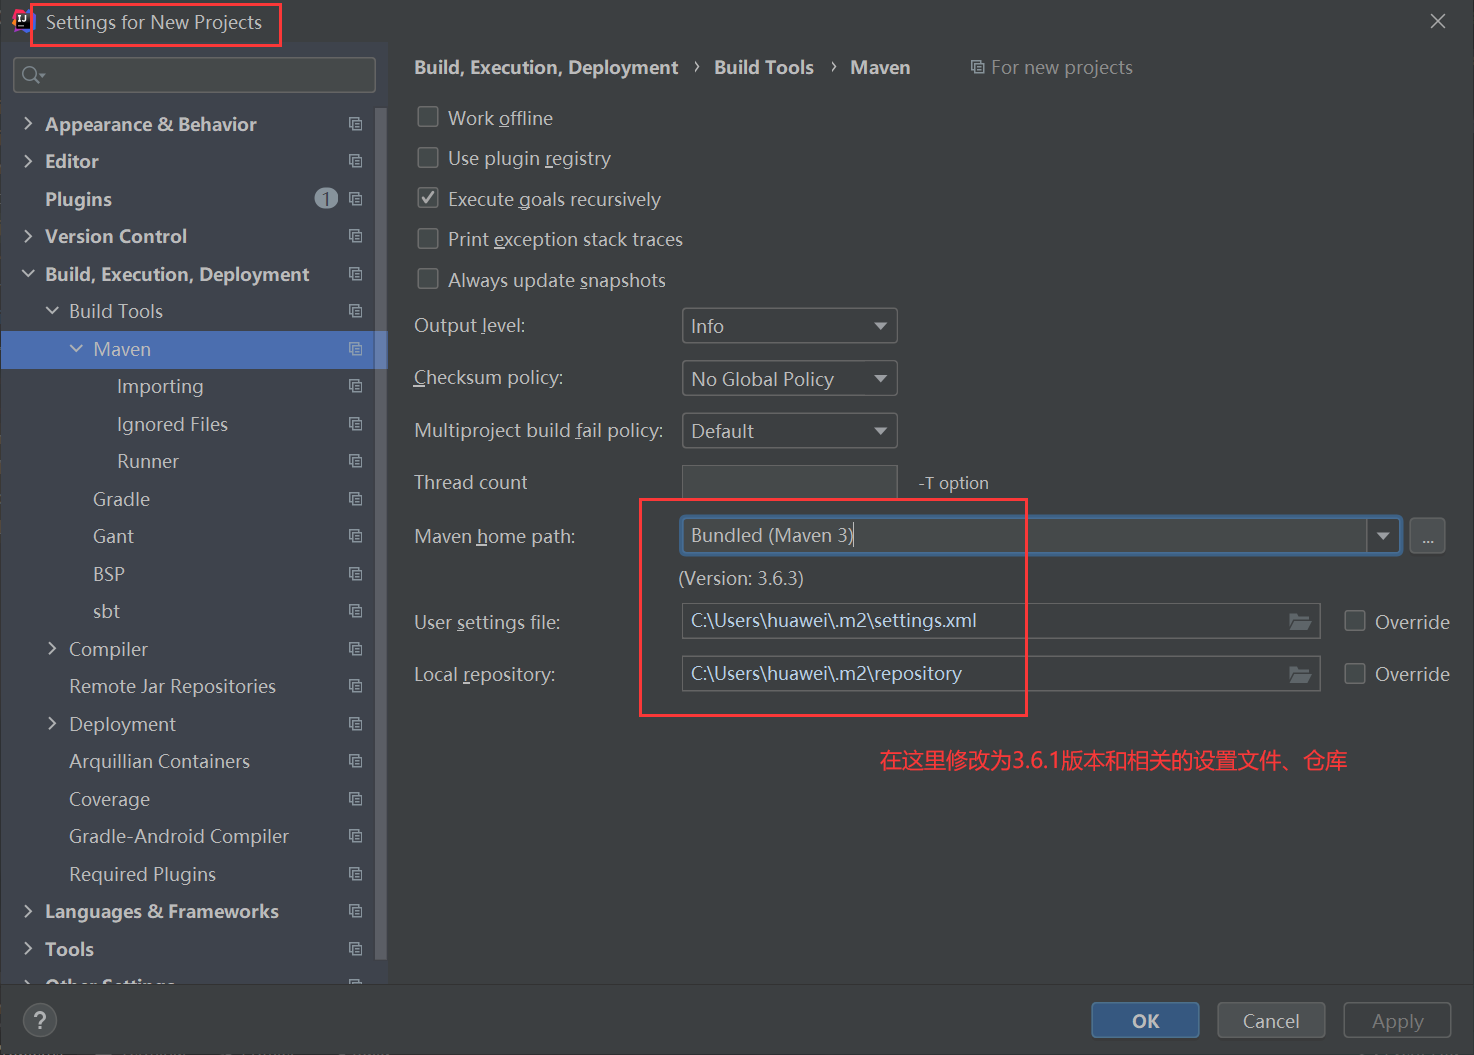 Settings for New Projects
Appearance & Behavior
Editor
Plugins 1
Version Control
Build, Execution, Deployment
Build Tools
Maven
Importing
Ignored Files
Runner
Gradle
Gant
BSP
sbt
Compiler
Remote Jar Repositories
Deployment
Arquillian Containers
Coverage
Gradle-Android Compiler
Required Plugins
Languages & Frameworks
Tools
Other Settings
Build, Execution, Deployment › Build Tools › Maven For new projects
Work offline
Use plugin registry
Execute goals recursively
Print exception stack traces
Always update snapshots
Output level: Info
Checksum policy: No Global Policy
Multiproject build fail policy: Default
Thread count -T option
Maven home path: Bundled (Maven 3) ...
(Version: 3.6.3)
User settings file: C:\Users\huawei\.m2\settings.xml Override
Local repository: C:\Users\huawei\.m2\repository Override
在这里修改为3.6.1版本和相关的设置文件、仓库
? OK Cancel Apply